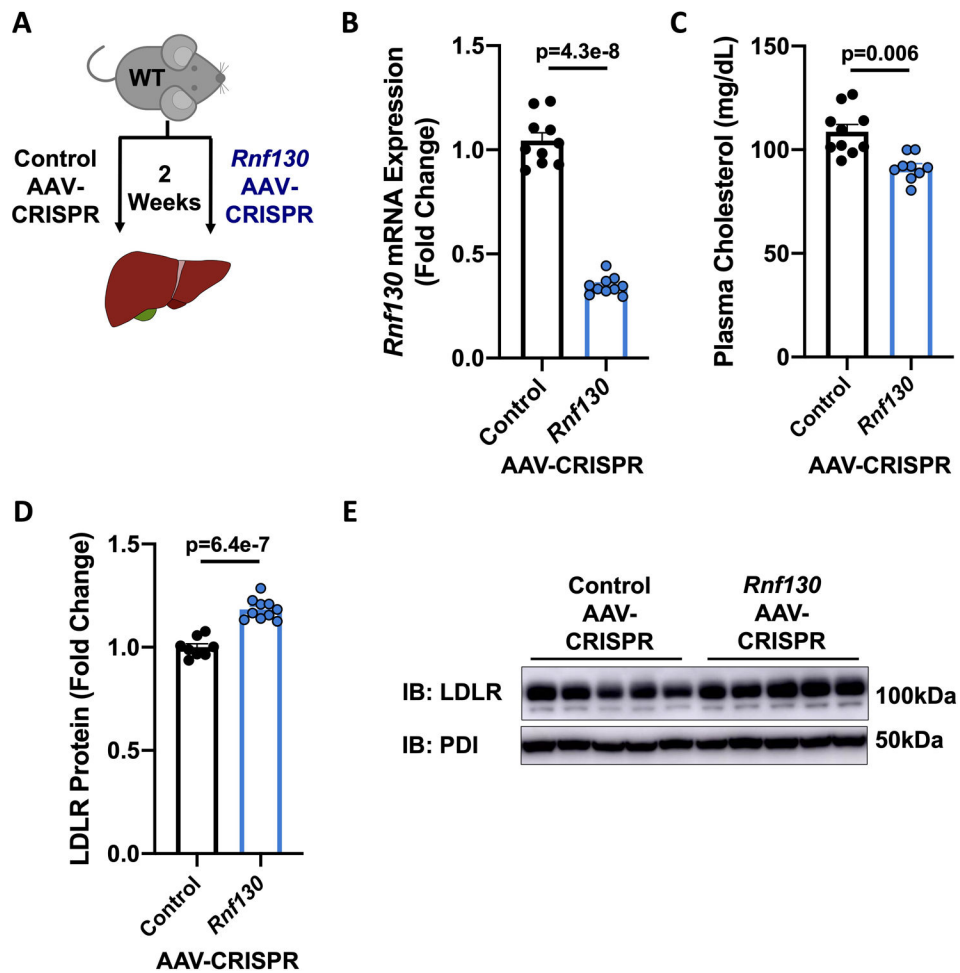 A
WT
Control
AAV-
CRISPR
2
Weeks
Rnf130
AAV-
CRISPR
B
Rnf130 mRNA Expression
(Fold Change)
1.5
1.0
0.5
0.0
p=4.3e-8
Control
Rnf130
AAV-CRISPR
C
Plasma Cholesterol (mg/dL)
150
100
50
0
p=0.006
Control
Rnf130
AAV-CRISPR
D
LDLR Protein (Fold Change)
1.5
1.0
0.5
0.0
p=6.4e-7
Control
Rnf130
AAV-CRISPR
E
Control
AAV-
CRISPR
Rnf130
AAV-
CRISPR
IB: LDLR
100kDa
IB: PDI
50kDa